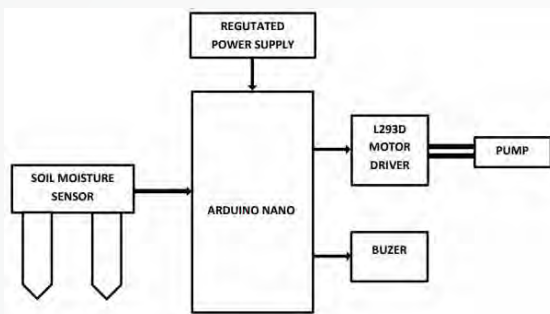 REGUTATED
POWER SUPPLY
L293D
MOTOR
DRIVER
PUMP
SOIL MOISTURE
SENSOR
ARDUINO NANO
BUZER